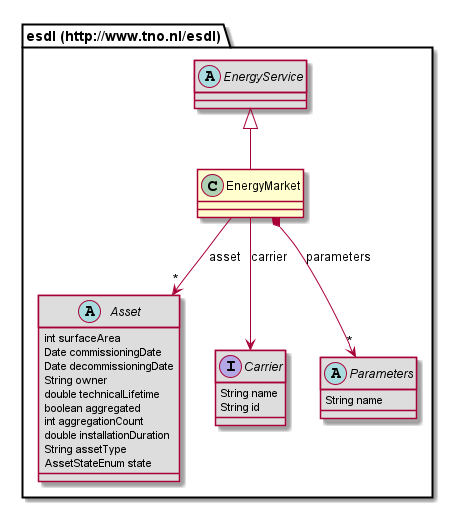 esdl (http://www.tno.nl/esdl)
A EnergyService
C EnergyMarket
asset
carrier
parameters
*
*
A Asset
int surfaceArea
Date commissioningDate
Date decommissioningDate
String owner
double technicalLifetime
boolean aggregated
int aggregationCount
double installationDuration
String assetType
AssetStateEnum state
I Carrier
String name
String id
A Parameters
String name